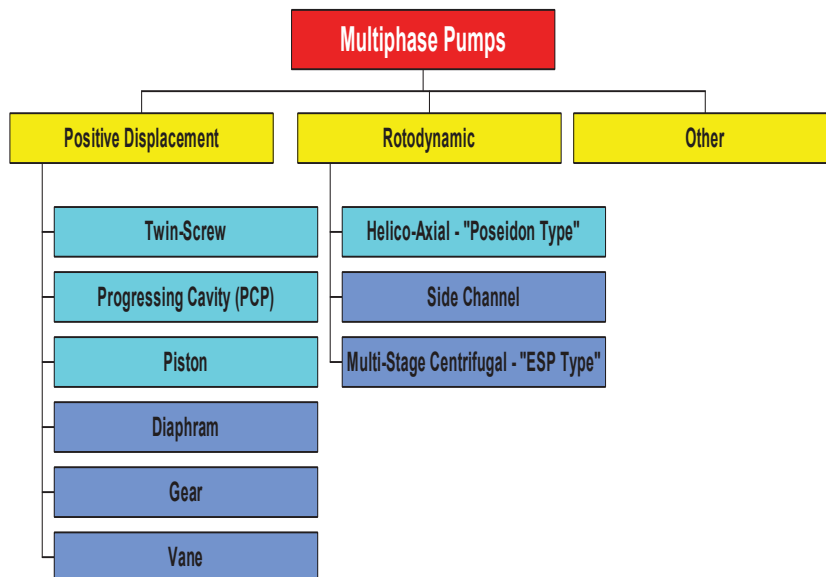 Multiphase Pumps
Positive Displacement
Rotodynamic
Other
Twin-Screw
Helico-Axial - "Poseidon Type"
Progressing Cavity (PCP)
Side Channel
Piston
Multi-Stage Centrifugal - "ESP Type"
Diaphram
Gear
Vane